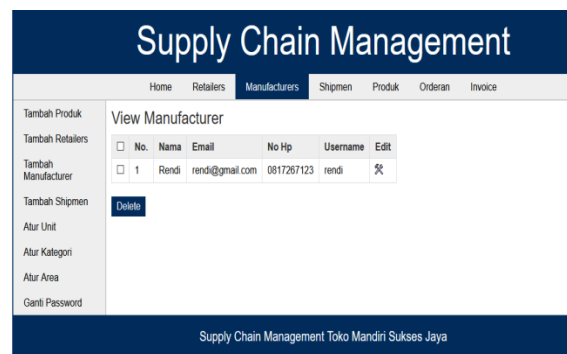 Supply Chain Management
Home Retailers Manufacturers Shipmen Produk Orderan Invoice
Tambah Produk
Tambah Retailers
Tambah
Manufacturer
Tambah Shipmen
Atur Unit
Atur Kategori
Atur Area
Ganti Password
View Manufacturer
No. Nama Email No Hp Username Edit
1 Rendi rendi@gmail.com 0817267123 rendi
Delete
Supply Chain Management Toko Mandiri Sukses Jaya